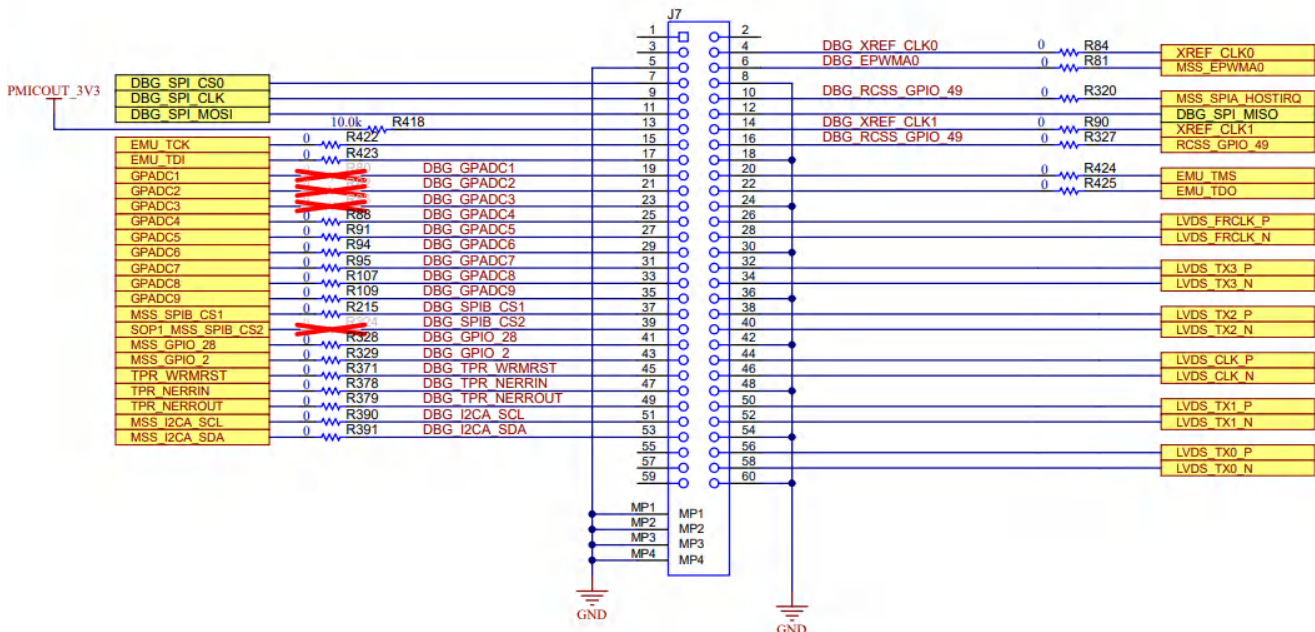 J7
1 2
3 4 DBG_XREF_CLK0 0 R84 XREF_CLK0
5 6 DBG_EPWMA0 0 R81 MSS_EPWMA0
DBG_SPI_CS0 7 8
PMICOUT_3V3 DBG_SPI_CLK 9 10 DBG_RCSS_GPIO_49 0 R320 MSS_SPIA_HOSTIRQ
DBG_SPI_MOSI 11 12 DBG_SPI_MISO
10.0k R418 13 14 DBG_XREF_CLK1 0 R90 XREF_CLK1
EMU_TCK 0 R422 15 16 DBG_RCSS_GPIO_49 0 R327 RCSS_GPIO_49
EMU_TDI 0 R423 17 18
GPADC1 DBG_GPADC1 19 20 0 R424 EMU_TMS
GPADC2 DBG_GPADC2 21 22 0 R425 EMU_TDO
GPADC3 DBG_GPADC3 23 24
GPADC4 0 R88 DBG_GPADC4 25 26 LVDS_FRCLK_P
GPADC5 0 R91 DBG_GPADC5 27 28 LVDS_FRCLK_N
GPADC6 0 R94 DBG_GPADC6 29 30
GPADC7 0 R95 DBG_GPADC7 31 32 LVDS_TX3_P
GPADC8 0 R107 DBG_GPADC8 33 34 LVDS_TX3_N
GPADC9 0 R109 DBG_GPADC9 35 36
MSS_SPIB_CS1 0 R215 DBG_SPIB_CS1 37 38 LVDS_TX2_P
SOP1_MSS_SPIB_CS2 DBG_SPIB_CS2 39 40 LVDS_TX2_N
MSS_GPIO_28 0 R328 DBG_GPIO_28 41 42
MSS_GPIO_2 0 R329 DBG_GPIO_2 43 44 LVDS_CLK_P
TPR_WRMRST 0 R371 DBG_TPR_WRMRST 45 46 LVDS_CLK_N
TPR_NERRIN 0 R378 DBG_TPR_NERRIN 47 48
TPR_NERROUT 0 R379 DBG_TPR_NERROUT 49 50 LVDS_TX1_P
MSS_I2CA_SCL 0 R390 DBG_I2CA_SCL 51 52 LVDS_TX1_N
MSS_I2CA_SDA 0 R391 DBG_I2CA_SDA 53 54
55 56 LVDS_TX0_P
57 58 LVDS_TX0_N
59 60
MP1 MP1
MP2 MP2
MP3 MP3
MP4 MP4
GND
GND